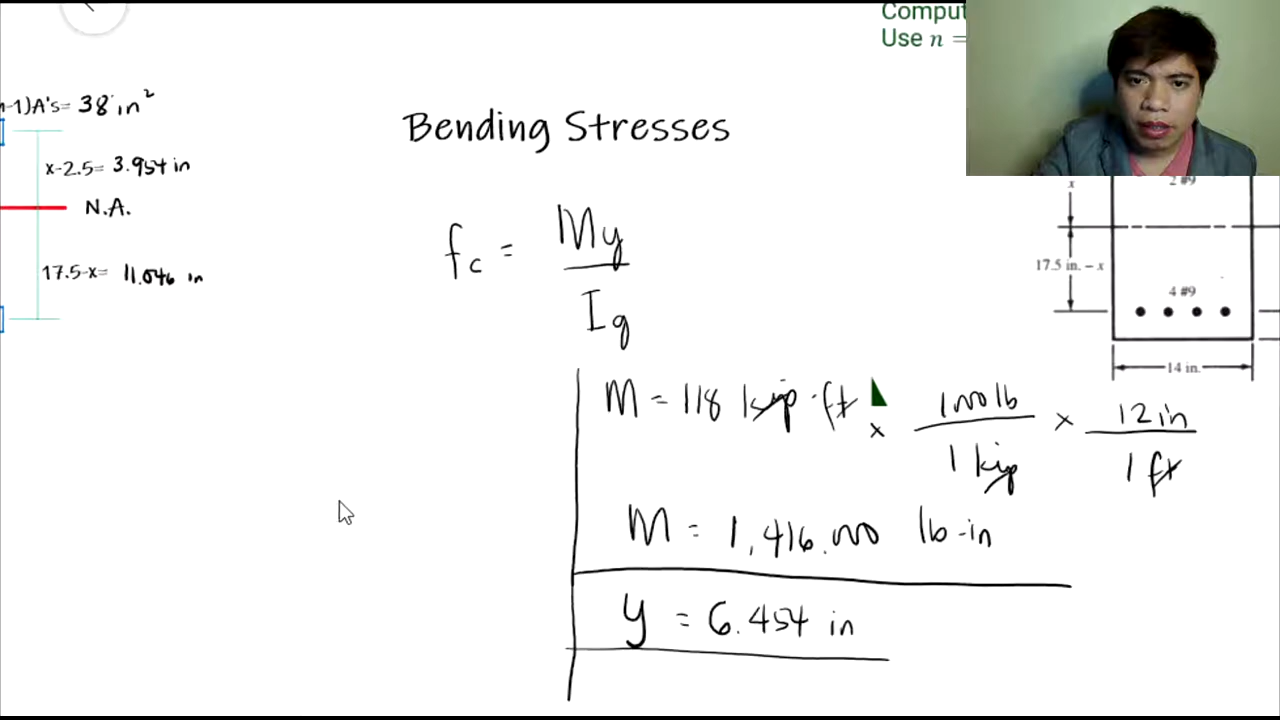 Comput
Use n =
n-1)A's= 38 in²
x-2.5= 3.954 in
N.A.
17.5-x= 11.046 in
Bending Stresses
fc = My / Ig
x
2 #9
17.5 in. – x
4 #9
14 in.
M = 118 kip·ft × 1000 lb / 1 kip × 12 in / 1 ft
M = 1,416,000 lb-in
y = 6.454 in